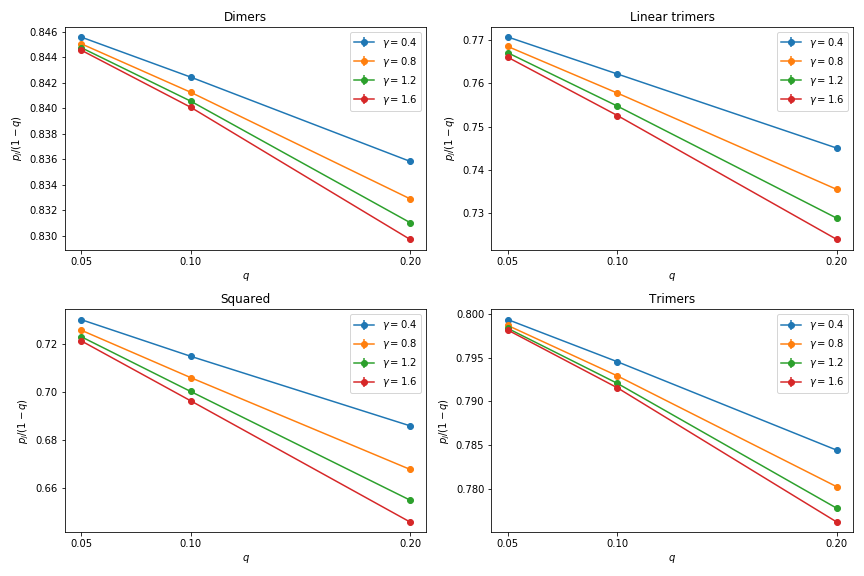 Dimers
0.846
0.844
0.842
0.840
0.838
0.836
0.834
0.832
0.830
p_j/(1 − q)
0.05 0.10 0.20
q
γ = 0.4
γ = 0.8
γ = 1.2
γ = 1.6
Linear trimers
0.77
0.76
0.75
0.74
0.73
p_j/(1 − q)
0.05 0.10 0.20
q
γ = 0.4
γ = 0.8
γ = 1.2
γ = 1.6
Squared
0.72
0.70
0.68
0.66
p_j/(1 − q)
0.05 0.10 0.20
q
γ = 0.4
γ = 0.8
γ = 1.2
γ = 1.6
Trimers
0.800
0.795
0.790
0.785
0.780
p_j/(1 − q)
0.05 0.10 0.20
q
γ = 0.4
γ = 0.8
γ = 1.2
γ = 1.6